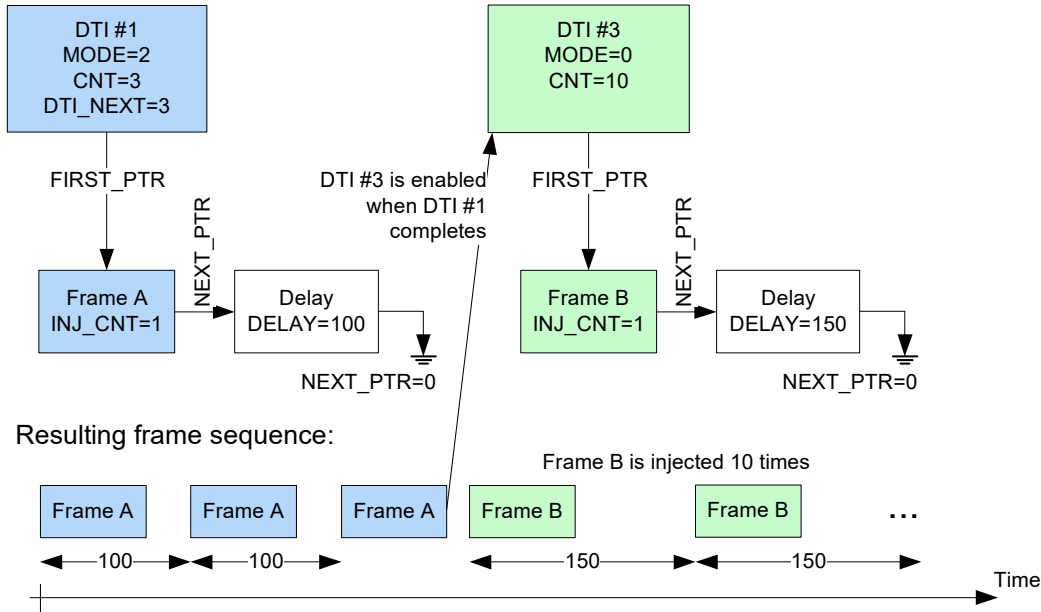 DTI #1
MODE=2
CNT=3
DTI_NEXT=3
DTI #3
MODE=0
CNT=10
FIRST_PTR
DTI #3 is enabled
when DTI #1
completes
FIRST_PTR
NEXT_PTR
NEXT_PTR
Frame A
INJ_CNT=1
Delay
DELAY=100
Frame B
INJ_CNT=1
Delay
DELAY=150
NEXT_PTR=0
NEXT_PTR=0
Resulting frame sequence:
Frame B is injected 10 times
Frame A
Frame A
Frame A
Frame B
Frame B
...
100
100
150
150
Time